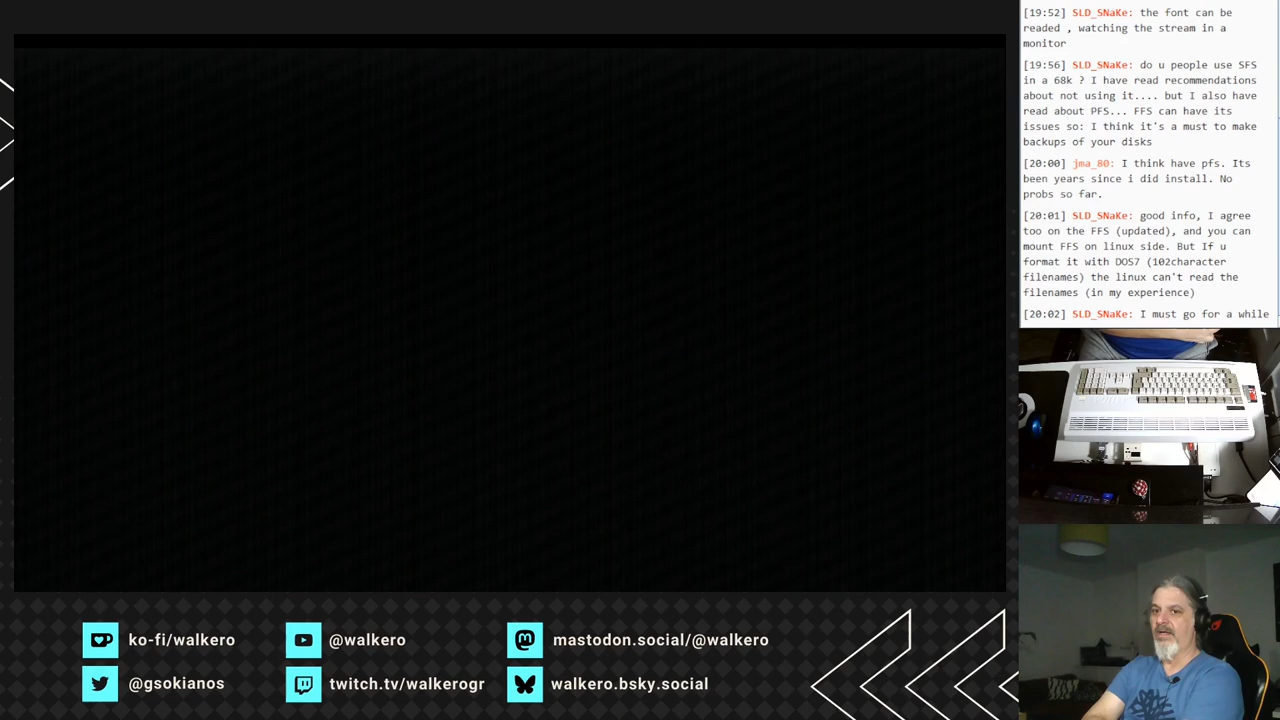 [19:52] SLD_SNaKe: the font can be
readed , watching the stream in a
monitor
[19:56] SLD_SNaKe: do u people use SFS
in a 68k ? I have read recommendations
about not using it.... but I also have
read about PFS... FFS can have its
issues so: I think it's a must to make
backups of your disks
[20:00] jma_80: I think have pfs. Its
been years since i did install. No
probs so far.
[20:01] SLD_SNaKe: good info, I agree
too on the FFS (updated), and you can
mount FFS on linux side. But If u
format it with DOS7 (102character
filenames) the linux can't read the
filenames (in my experience)
[20:02] SLD_SNaKe: I must go for a while
ko-fi/walkero
@walkero
mastodon.social/@walkero
@gsokianos
twitch.tv/walkerogr
walkero.bsky.social